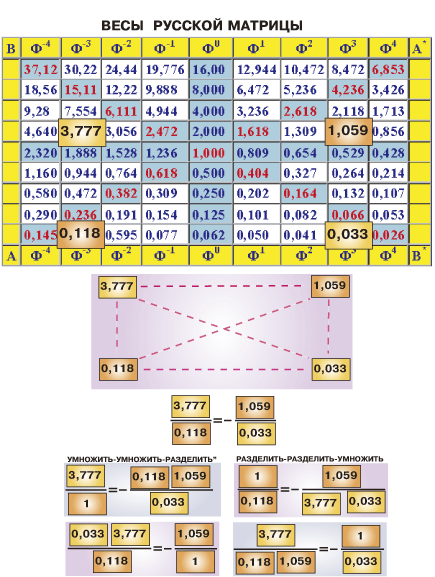 ВЕСЫ РУССКОЙ МАТРИЦЫ
В Ф-4 Ф-3 Ф-2 Ф-1 Ф0 Ф1 Ф2 Ф3 Ф4 А*
37,12 30,22 24,44 19,776 16,00 12,944 10,472 8,472 6,853
18,56 15,11 12,22 9,888 8,000 6,472 5,236 4,236 3,426
9,28 7,554 6,111 4,944 4,000 3,236 2,618 2,118 1,713
4,640 3,777 3,056 2,472 2,000 1,618 1,309 1,059 0,856
2,320 1,888 1,528 1,236 1,000 0,809 0,654 0,529 0,428
1,160 0,944 0,764 0,618 0,500 0,404 0,327 0,264 0,214
0,580 0,472 0,382 0,309 0,250 0,202 0,164 0,132 0,107
0,290 0,236 0,191 0,154 0,125 0,101 0,082 0,066 0,053
0,145 0,118 0,595 0,077 0,062 0,050 0,041 0,033 0,026
А Ф-4 Ф-3 Ф-2 Ф-1 Ф0 Ф1 Ф2 Ф3 Ф4 В*
3,777 1,059
0,118 0,033
3,777 =- 1,059
0,118 0,033
УМНОЖИТЬ-УМНОЖИТЬ-РАЗДЕЛИТЬ" РАЗДЕЛИТЬ-РАЗДЕЛИТЬ-УМНОЖИТЬ
3,777 =- 0,118 1,059
1 0,033
1 =- 1,059
0,118 3,777 0,033
0,033 3,777 =- 1,059
0,118 1
3,777 =- 1
0,118 1,059 0,033